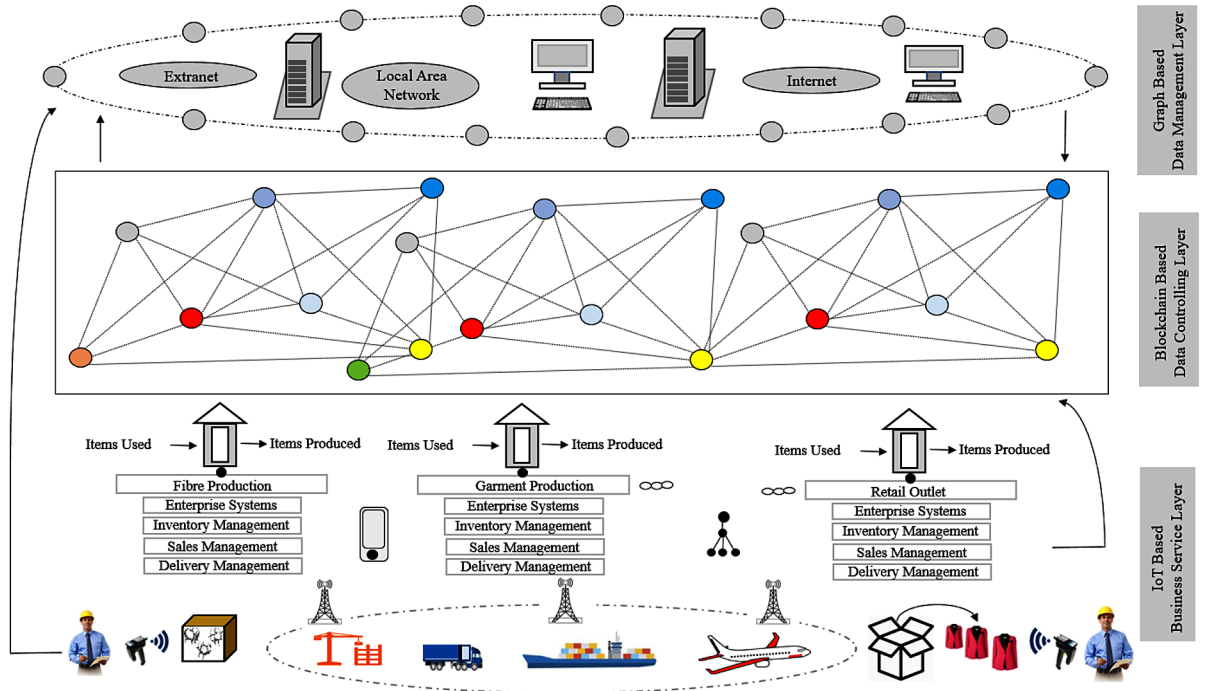 Extranet
Local Area
Network
Internet
Graph Based
Data Management Layer
Blockchain Based
Data Controlling Layer
Items Used
Items Produced
Fibre Production
Enterprise Systems
Inventory Management
Sales Management
Delivery Management
Items Used
Items Produced
Garment Production
Enterprise Systems
Inventory Management
Sales Management
Delivery Management
Items Used
Items Produced
Retail Outlet
Enterprise Systems
Inventory Management
Sales Management
Delivery Management
IoT Based
Business Service Layer